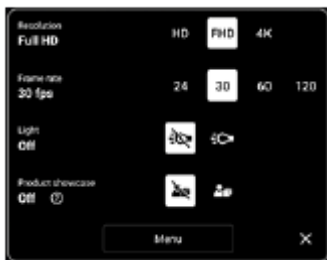 Resolution
Full HD
HD FHD 4K
Frame rate
30 fps
24 30 60 120
Light
Off
Product showcase
Off
Menu